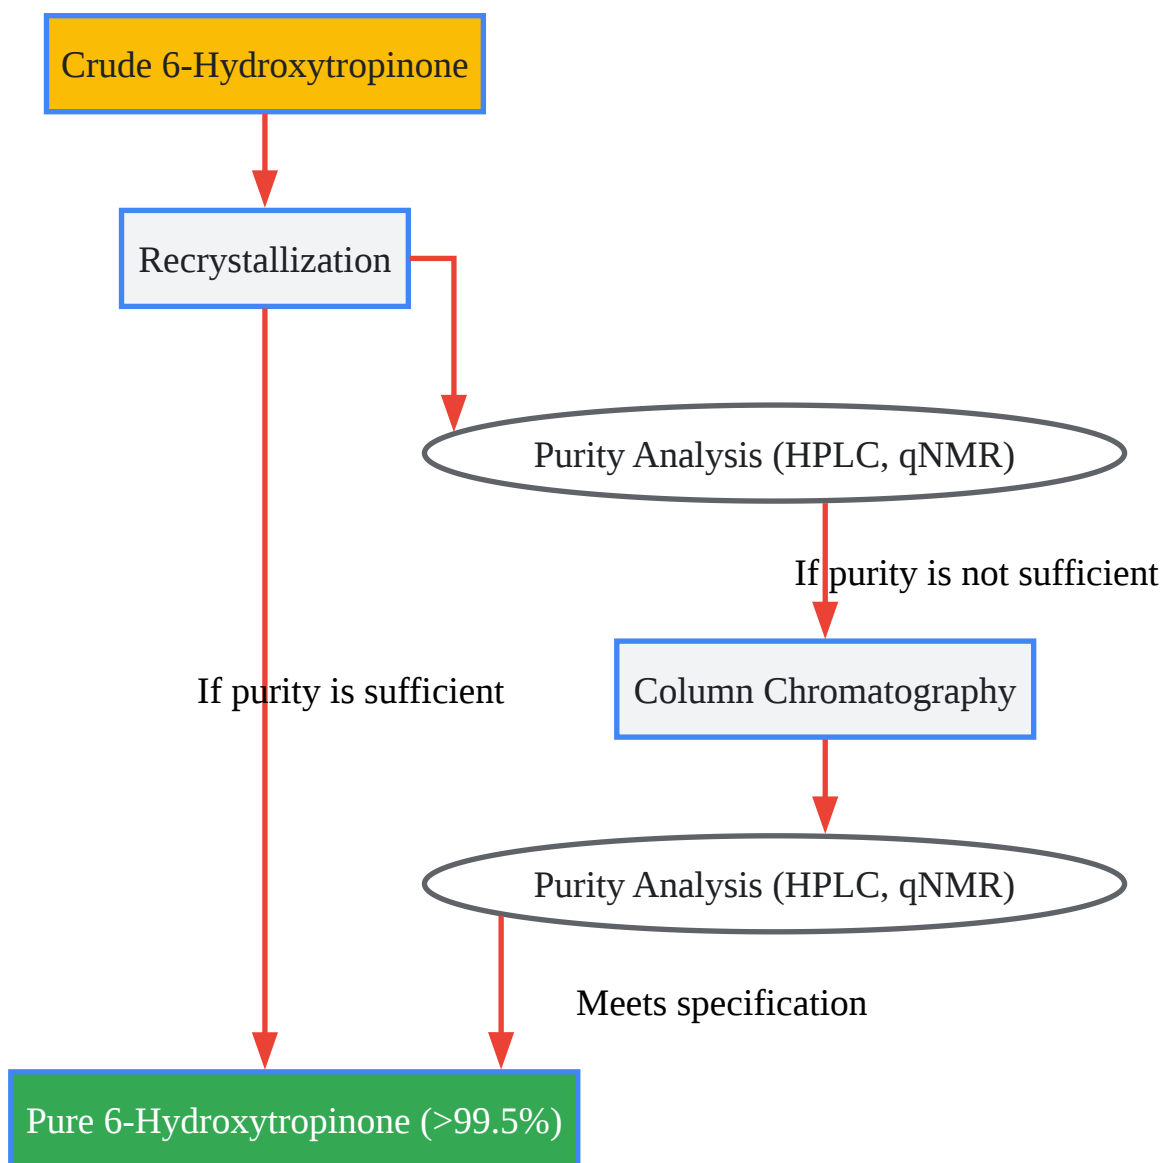 Crude 6-Hydroxytropinone
Recrystallization
Purity Analysis (HPLC, qNMR)
If purity is not sufficient
If purity is sufficient
Column Chromatography
Purity Analysis (HPLC, qNMR)
Meets specification
Pure 6-Hydroxytropinone (>99.5%)